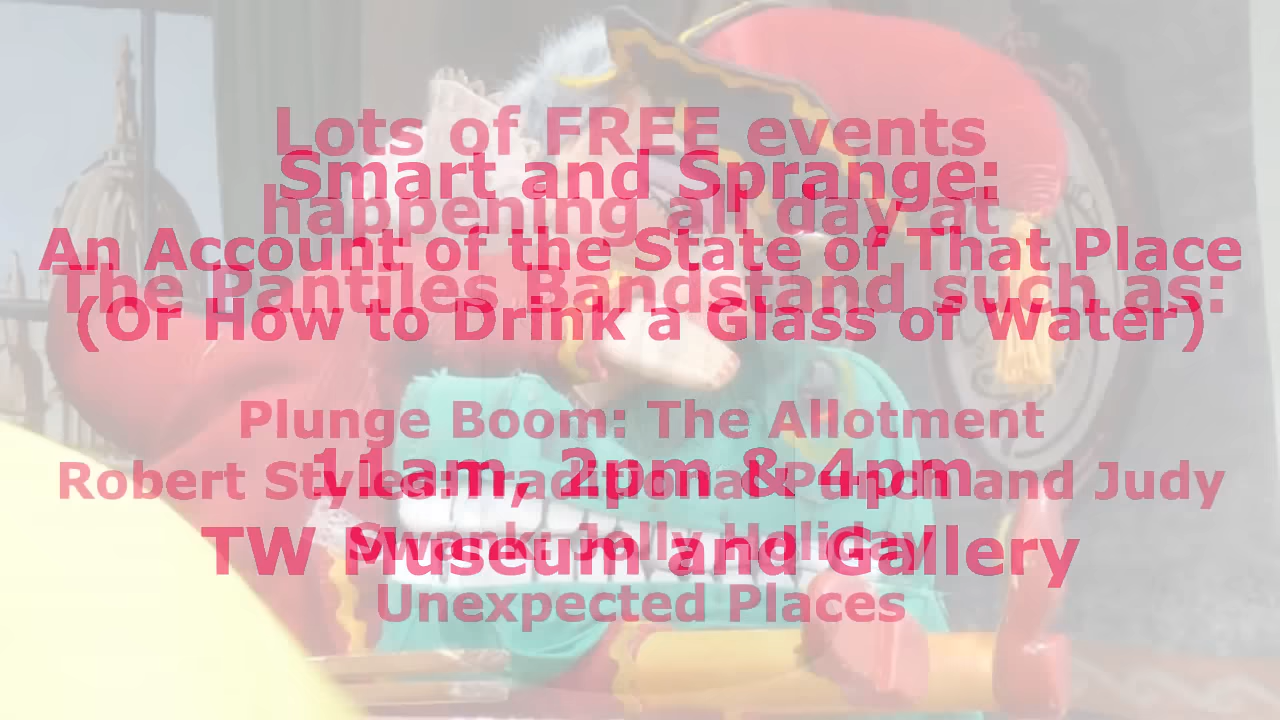 Lots of FREE events
happening all day at
The Pantiles Bandstand such as:
Plunge Boom: The Allotment
Robert Styles: Traditional Punch and Judy
Swank: Jolly Holiday
Unexpected Places
Smart and Sprange:
An Account of the State of That Place
(Or How to Drink a Glass of Water)
11am, 2pm & 4pm
TW Museum and Gallery